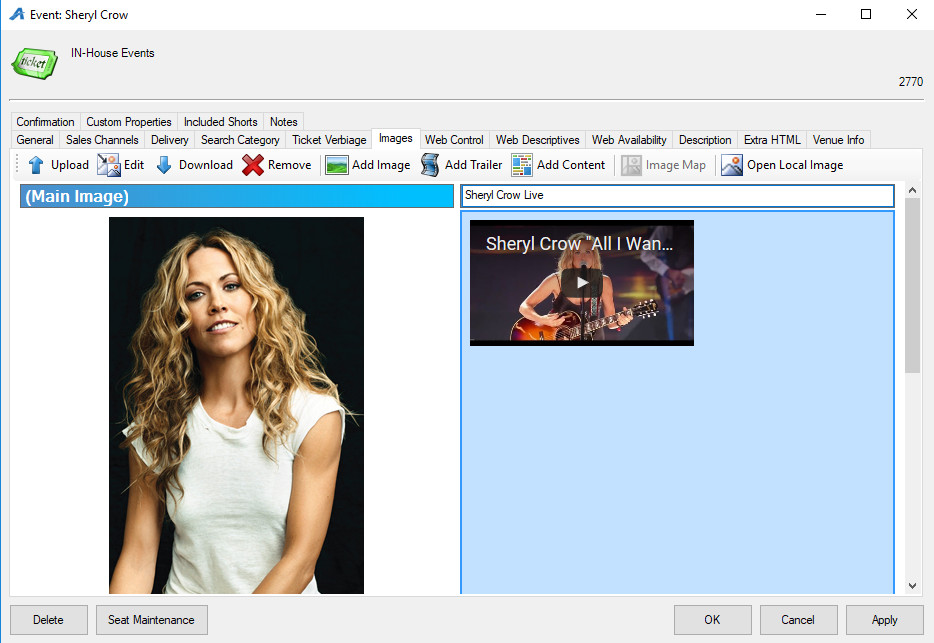 Event: Sheryl Crow
ticket
IN-House Events
2770
Confirmation Custom Properties Included Shorts Notes
General Sales Channels Delivery Search Category Ticket Verbiage Images Web Control Web Descriptives Web Availability Description Extra HTML Venue Info
Upload Edit Download Remove Add Image Add Trailer Add Content Image Map Open Local Image
(Main Image)
Sheryl Crow Live
Sheryl Crow "All I Wan...
Delete Seat Maintenance OK Cancel Apply